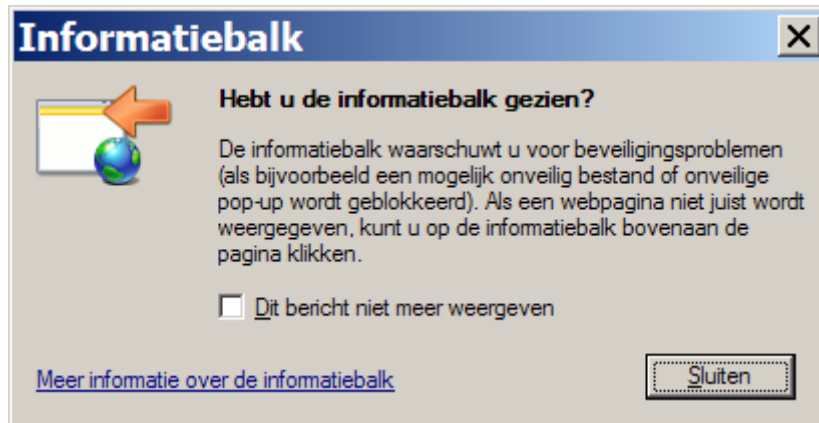 Informatiebalk
Hebt u de informatiebalk gezien?
De informatiebalk waarschuwt u voor beveiligingsproblemen
(als bijvoorbeeld een mogelijk onveilig bestand of onveilige
pop-up wordt geblokkeerd). Als een webpagina niet juist wordt
weergegeven, kunt u op de informatiebalk bovenaan de
pagina klikken.
Dit bericht niet meer weergeven
Meer informatie over de informatiebalk
Sluiten